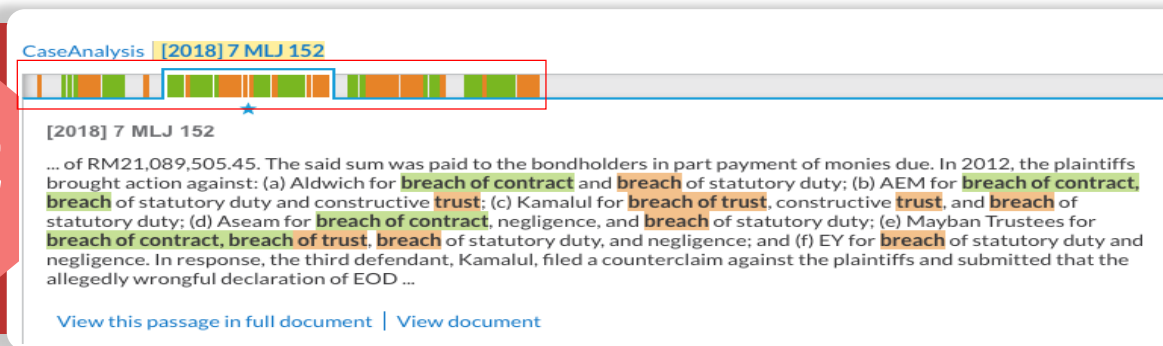 CaseAnalysis | [2018] 7 MLJ 152
[2018] 7 MLJ 152
... of RM21,089,505.45. The said sum was paid to the bondholders in part payment of monies due. In 2012, the plaintiffs
brought action against: (a) Aldwich for breach of contract and breach of statutory duty; (b) AEM for breach of contract,
breach of statutory duty and constructive trust; (c) Kamalul for breach of trust, constructive trust, and breach of
statutory duty; (d) Aseam for breach of contract, negligence, and breach of statutory duty; (e) Mayban Trustees for
breach of contract, breach of trust, breach of statutory duty, and negligence; and (f) EY for breach of statutory duty and
negligence. In response, the third defendant, Kamalul, filed a counterclaim against the plaintiffs and submitted that the
allegedly wrongful declaration of EOD ...
View this passage in full document | View document